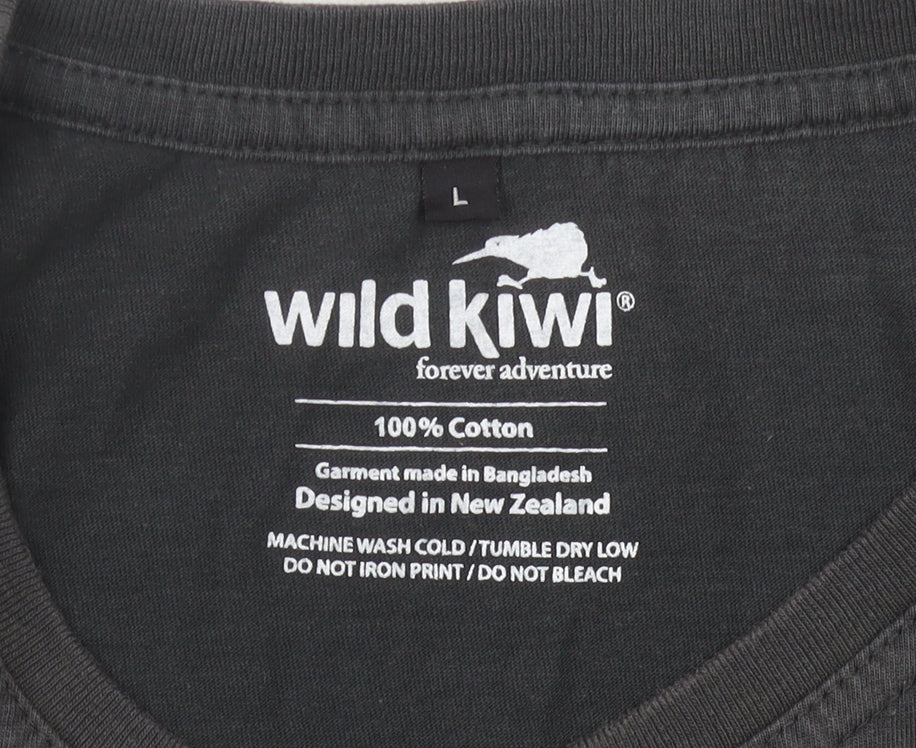 L
wild kiwi®
forever adventure
100% Cotton
Garment made in Bangladesh
Designed in New Zealand
MACHINE WASH COLD / TUMBLE DRY LOW
DO NOT IRON PRINT / DO NOT BLEACH